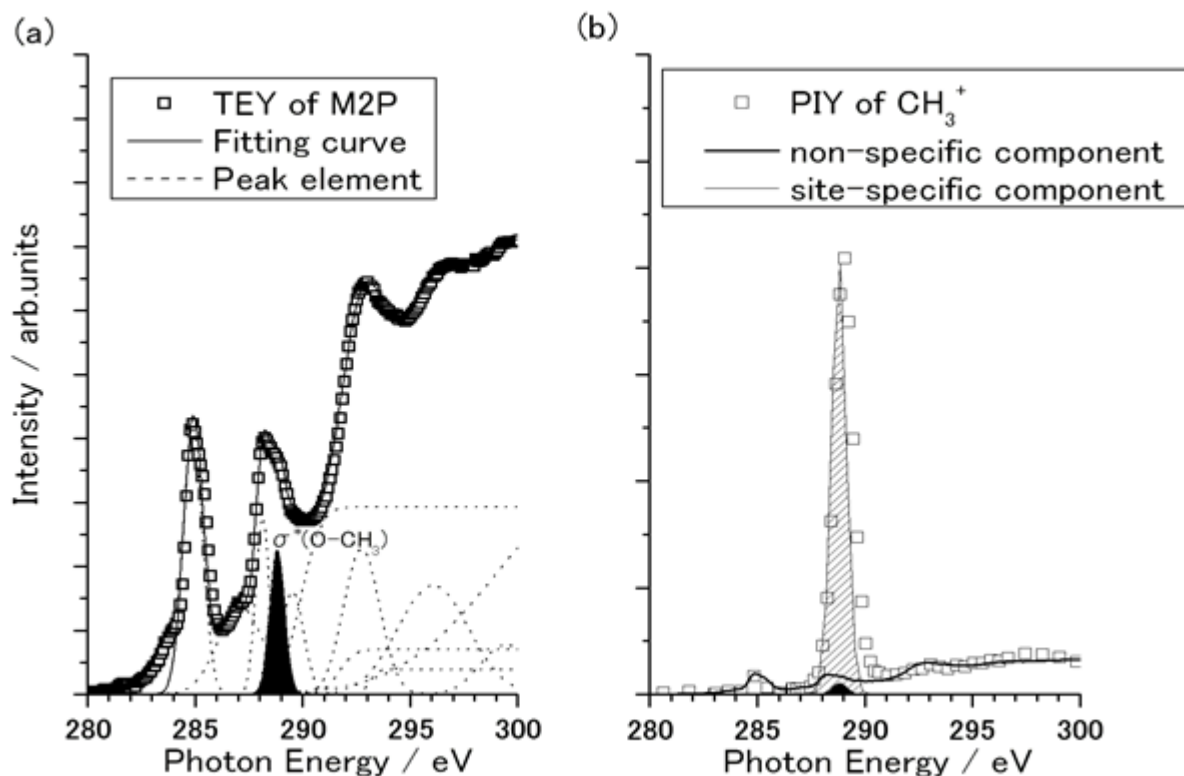 (a)
TEY of M2P
Fitting curve
Peak element
σ*(O-CH₃)
Intensity / arb.units
280 285 290 295 300
Photon Energy / eV
(b)
PIY of CH₃⁺
non-specific component
site-specific component
280 285 290 295 300
Photon Energy / eV